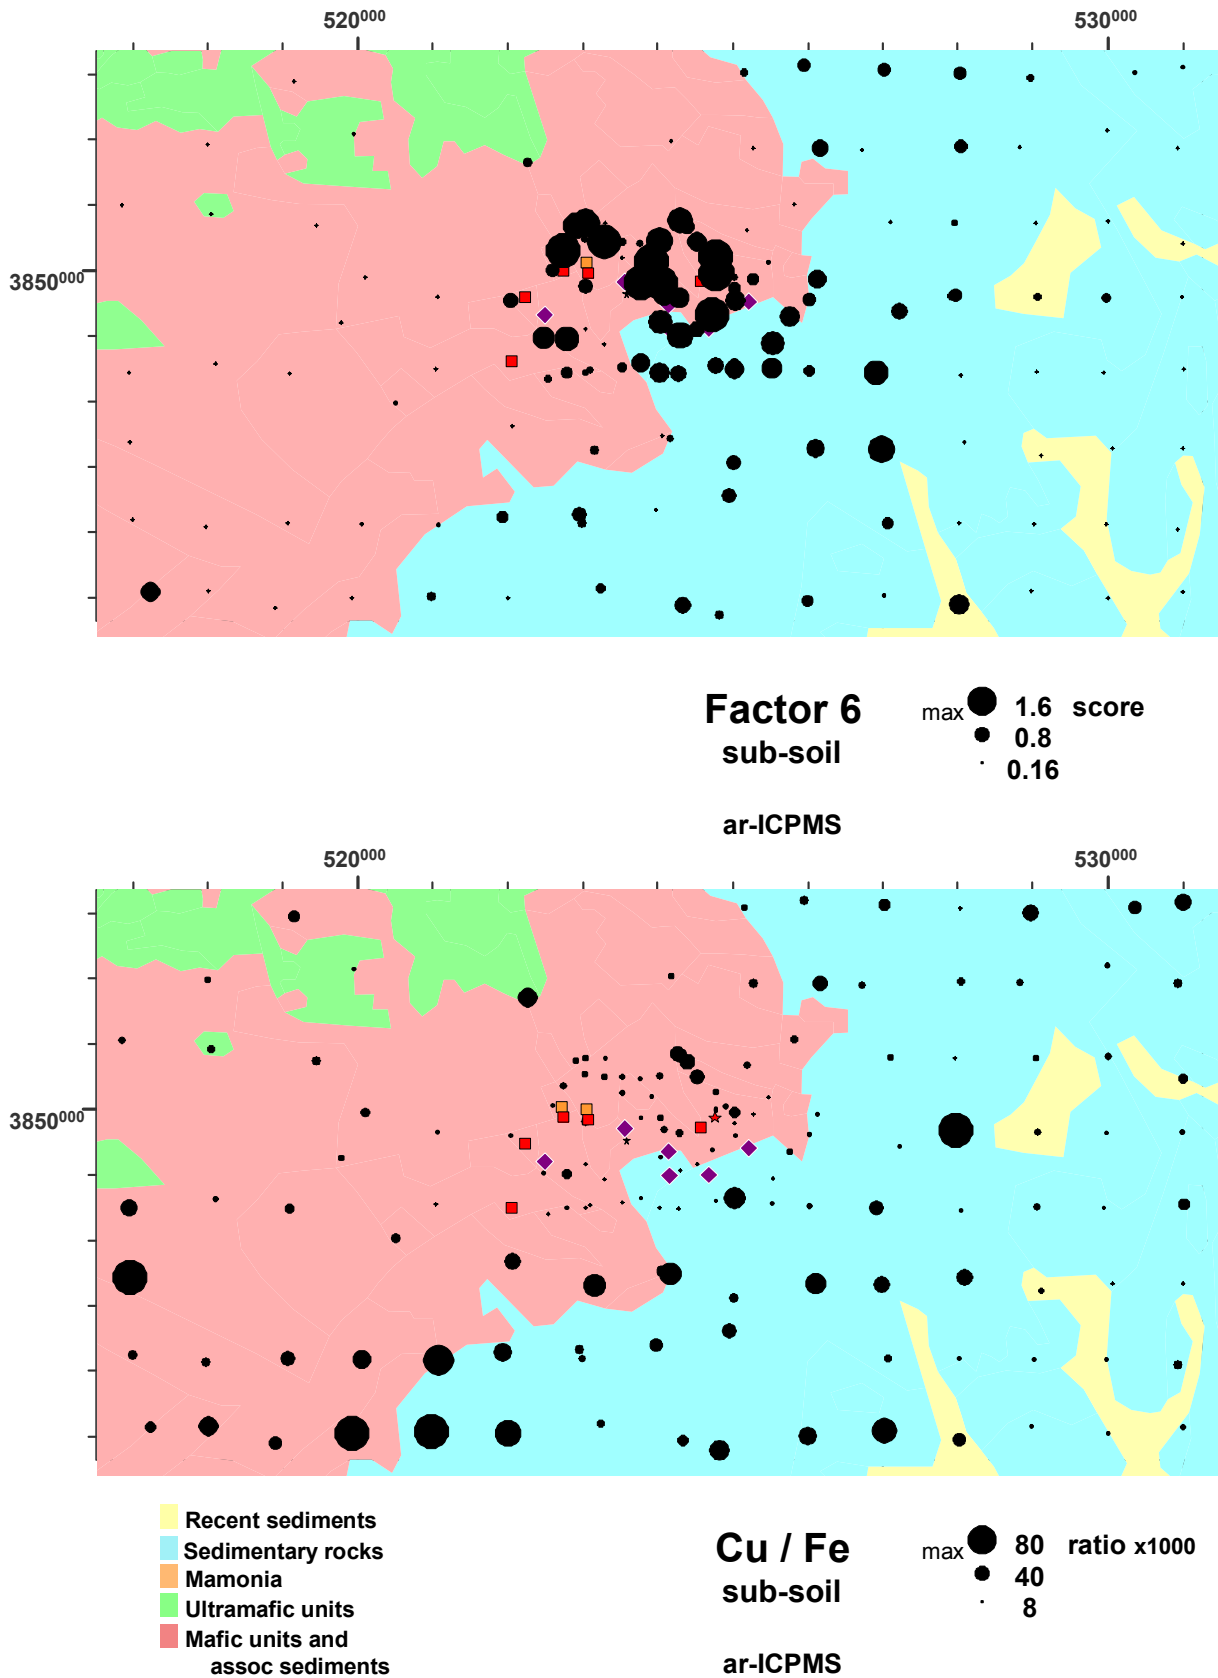 520000 530000
3850000
Factor 6
sub-soil
ar-ICPMS
max 1.6 score
0.8
0.16
520000 530000
3850000
Recent sediments
Sedimentary rocks
Mamonia
Ultramafic units
Mafic units and
assoc sediments
Cu / Fe
sub-soil
ar-ICPMS
max 80 ratio x1000
40
8